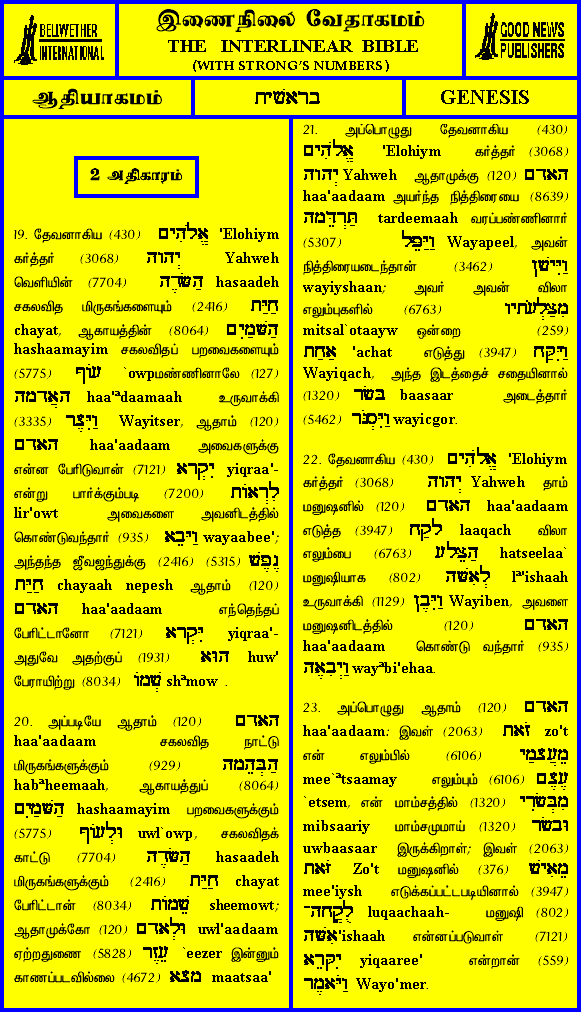 BELLWETHER
INTERNATIONAL
இணைநிலை வேதாகமம்
THE INTERLINEAR BIBLE
(WITH STRONG'S NUMBERS)
GOOD NEWS
PUBLISHERS
ஆதியாகமம்
בראשית
GENESIS
2 அதிகாரம்
19. தேவனாகிய (430) אֱלֹהִים 'Elohiym
கர்த்தர் (3068) יְהוָה Yahweh
வெளியின் (7704) הַשָּׂדֶה hasaadeh
சகலவித மிருகங்களையும் (2416) חַיַּת
chayat, ஆகாயத்தின் (8064) הַשָּׁמַיִם
hashaamayim சகலவிதப் பறவைகளையும்
(5775) עוֹף `owpமண்ணினாலே (127)
הָאֲדָמָה haa'ªdaamaah உருவாக்கி
(3335) וַיִּצֶר Wayitser, ஆதாம் (120)
האדם haa'aadaam அவைகளுக்கு
என்ன பேரிடுவான் (7121) יִקְרָא yiqraa'-
என்று பார்க்கும்படி (7200) לִרְאוֹת
lir'owt அவைகளை அவனிடத்தில்
கொண்டுவந்தார் (935) וַיָּבֵא wayaabee';
அந்தந்த ஜீவஜந்துக்கு (2416) (5315) נֶפֶשׁ
חַיָּה chayaah nepesh ஆதாம் (120)
האדם haa'aadaam எந்தெந்தப்
பேரிட்டானோ (7121) יִקְרָא yiqraa'-
அதுவே அதற்குப் (1931) הוּא huw'
பேராயிற்று (8034) שְׁמוֹ shªmow .
20. அப்படியே ஆதாம் (120) האדם
haa'aadaam சகலவித நாட்டு
மிருகங்களுக்கும் (929) הַבְּהֵמָה
habªheemaah, ஆகாயத்துப் (8064)
הַשָּׁמַיִם hashaamayim பறவைகளுக்கும்
(5775) וּלְעוֹף uwl`owp, சகலவிதக்
காட்டு (7704) הַשָּׂדֶה hasaadeh
மிருகங்களுக்கும் (2416) חַיַּת chayat
பேரிட்டான் (8034) שֵׁמוֹת sheemowt;
ஆதாமுக்கோ (120) וּלְאָדָם uwl'aadaam
ஏற்றதுணை (5828) עֵזֶר `eezer இன்னும்
காணப்படவில்லை (4672) מצא maatsaa'
21. அப்பொழுது தேவனாகிய (430)
אֱלֹהִים 'Elohiym கர்த்தர் (3068)
יְהוָה Yahweh ஆதாமுக்கு (120) האדם
haa'aadaam அயர்ந்த நித்திரையை (8639)
תַּרְדֵּמָה tardeemaah வரப்பண்ணினார்
(5307) וַיַּפֵּל Wayapeel, அவன்
நித்திரையடைந்தான் (3462) וַיִּישָׁן
wayiyshaan; அவர் அவன் விலா
எலும்புகளில் (6763) מִצַּלְעֹתָיו
mitsal`otaayw ஒன்றை (259)
אַחַת 'achat எடுத்து (3947) וַיִּקַּח
Wayiqach, அந்த இடத்தைச் சதையினால்
(1320) בָּשָׂר baasaar அடைத்தார்
(5462) וַיִּסְגֹּר wayicgor.
22. தேவனாகிய (430) אֱלֹהִים 'Elohiym
கர்த்தர் (3068) יְהוָה Yahweh தாம்
மனுஷனில் (120) האדם haa'aadaam
எடுத்த (3947) לָקַח laaqach விலா
எலும்பை (6763) הַצֵּלָע hatseelaa`
மனுஷியாக (802) לְאִשָּׁה lª'ishaah
உருவாக்கி (1129) וַיִּבֶן Wayiben, அவளை
மனுஷனிடத்தில் (120) האדם
haa'aadaam கொண்டு வந்தார் (935)
וַיְבִאֶהָ wayªbi'ehaa.
23. அப்பொழுது ஆதாம் (120) האדם
haa'aadaam: இவள் (2063) זֹאת zo't
என் எலும்பில் (6106) מֵעֲצָמַי
mee`ªtsaamay எலும்பும் (6106) עֶצֶם
`etsem, என் மாம்சத்தில் (1320) מִבְּשָׂרִי
mibsaariy மாம்சமுமாய் (1320) וּבָשָׂר
uwbaasaar இருக்கிறாள்; இவள் (2063)
זֹאת Zo't மனுஷனில் (376) מֵאִישׁ
mee'iysh எடுக்கப்பட்டபடியினால் (3947)
לֻקֳחָה־ luqaachaah- மனுஷி (802)
אִשָּׁה'ishaah என்னப்படுவாள் (7121)
יִקָּרֵא yiqaaree' என்றான் (559)
וַיֹּאמֶר Wayo'mer.